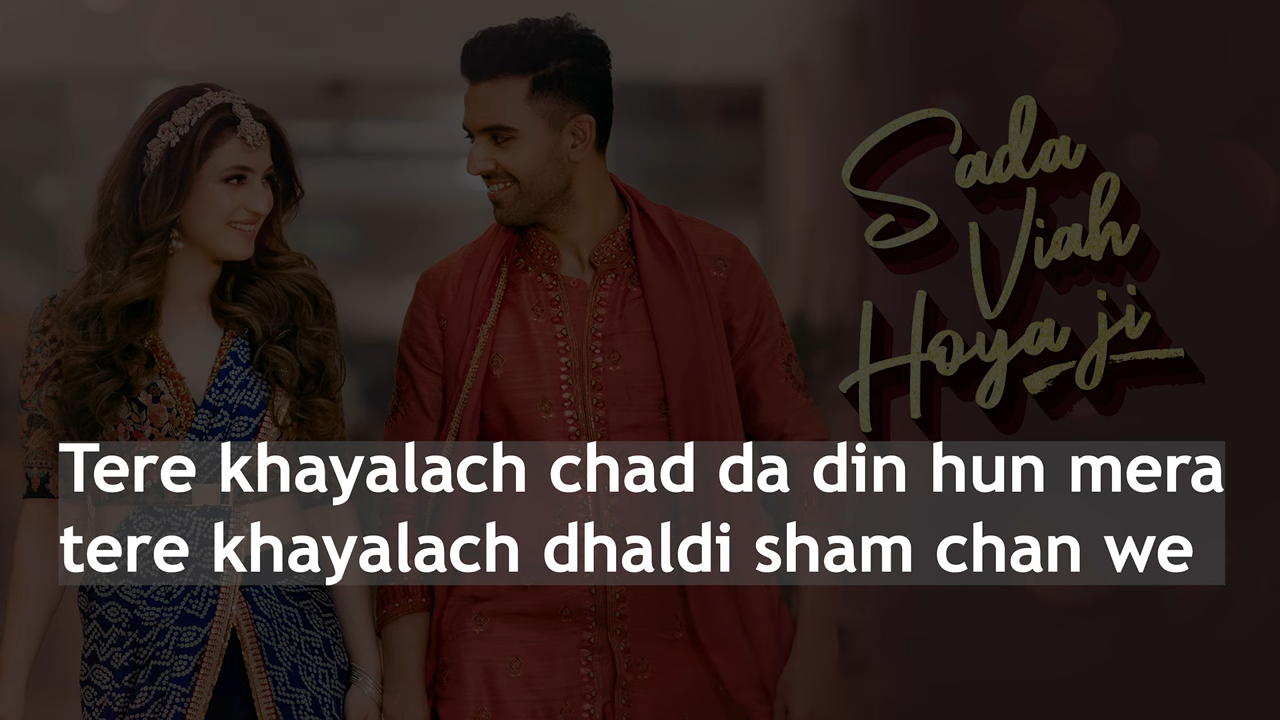 Sada
Viah
Hoya ji
Tere khayalach chad da din hun mera
tere khayalach dhaldi sham chan we